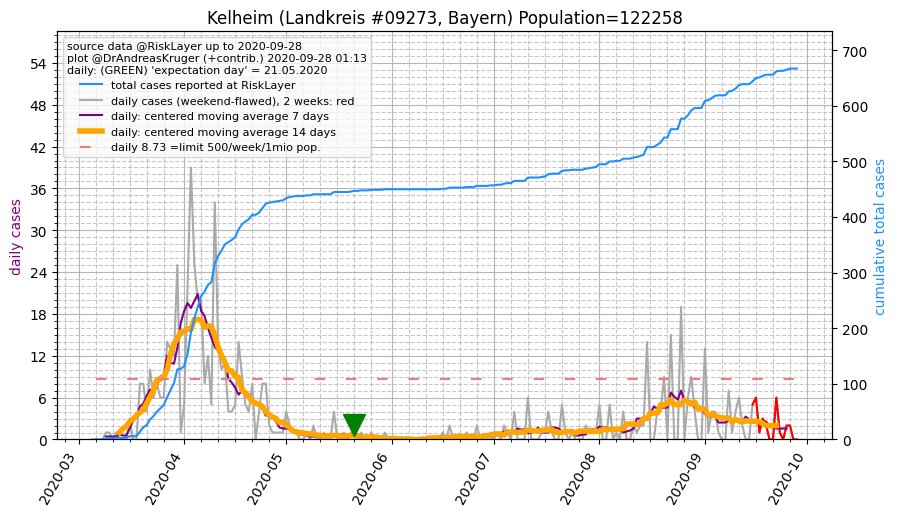 Kelheim (Landkreis #09273, Bayern) Population=122258
source data @RiskLayer up to 2020-09-28
plot @DrAndreasKruger (+contrib.) 2020-09-28 01:13
daily: (GREEN) 'expectation day' = 21.05.2020
total cases reported at RiskLayer
daily cases (weekend-flawed), 2 weeks: red
daily: centered moving average 7 days
daily: centered moving average 14 days
daily 8.73 =limit 500/week/1mio pop.
daily cases
54
48
42
36
30
24
18
12
6
0
700
600
500
400
300
200
100
0
cumulative total cases
2020-03
2020-04
2020-05
2020-06
2020-07
2020-08
2020-09
2020-10